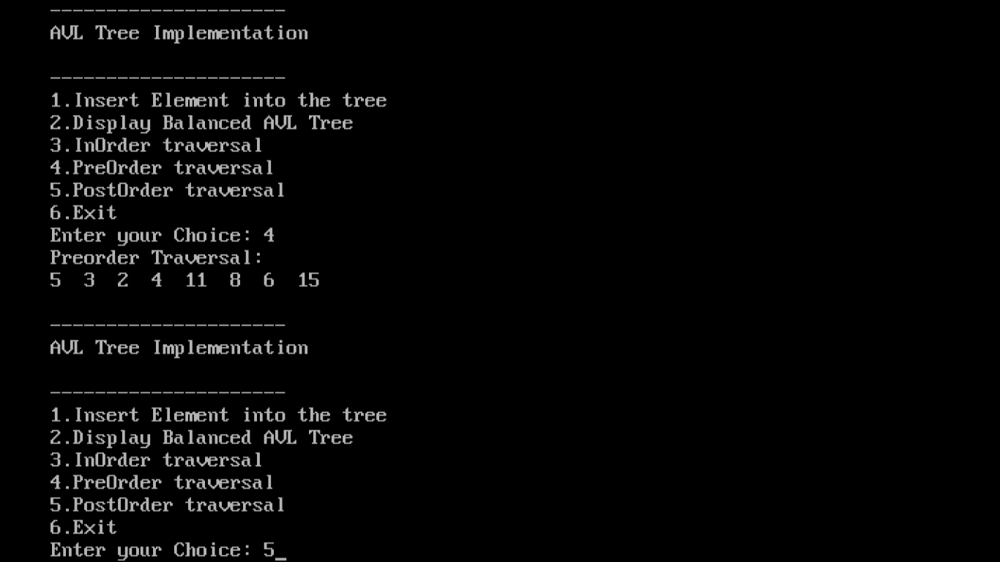 ---------------------
AVL Tree Implementation
---------------------
1.Insert Element into the tree
2.Display Balanced AVL Tree
3.InOrder traversal
4.PreOrder traversal
5.PostOrder traversal
6.Exit
Enter your Choice: 4
Preorder Traversal:
5  3  2  4  11  8  6  15
---------------------
AVL Tree Implementation
---------------------
1.Insert Element into the tree
2.Display Balanced AVL Tree
3.InOrder traversal
4.PreOrder traversal
5.PostOrder traversal
6.Exit
Enter your Choice: 5_